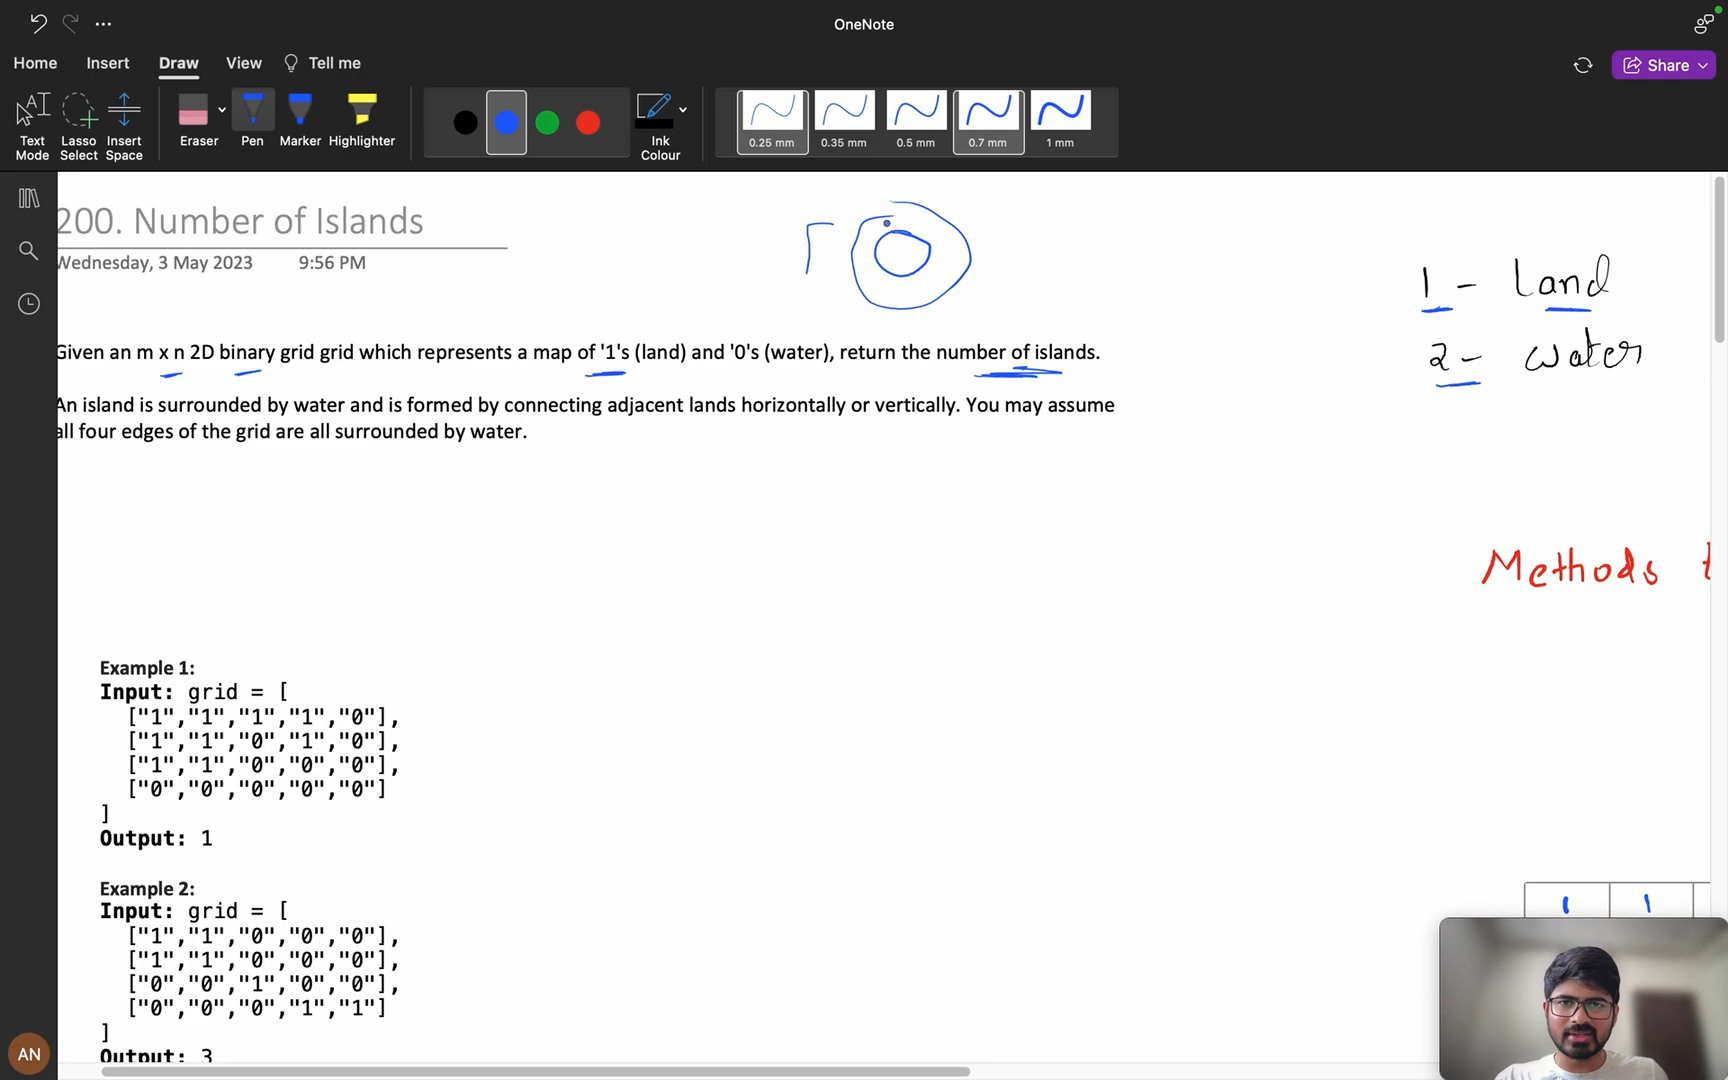 OneNote
Home Insert Draw View Tell me
Share
Text Mode
Lasso Select
Insert Space
Eraser
Pen
Marker
Highlighter
Ink Colour
0.25 mm
0.35 mm
0.5 mm
0.7 mm
1 mm
200. Number of Islands
Wednesday, 3 May 2023 9:56 PM
1 - land
2 - water
Given an m x n 2D binary grid grid which represents a map of '1's (land) and '0's (water), return the number of islands.
An island is surrounded by water and is formed by connecting adjacent lands horizontally or vertically. You may assume
all four edges of the grid are all surrounded by water.
Methods
Example 1:
Input: grid = [
["1","1","1","1","0"],
["1","1","0","1","0"],
["1","1","0","0","0"],
["0","0","0","0","0"]
]
Output: 1
Example 2:
Input: grid = [
["1","1","0","0","0"],
["1","1","0","0","0"],
["0","0","1","0","0"],
["0","0","0","1","1"]
]
Output: 3
1 1
AN